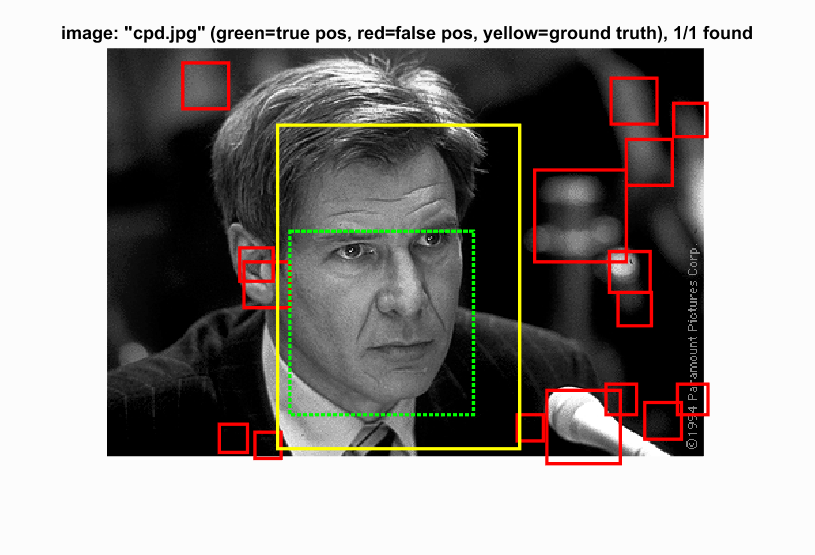 image: "cpd.jpg" (green=true pos, red=false pos, yellow=ground truth), 1/1 found
©1994 Paramount Pictures Corp.